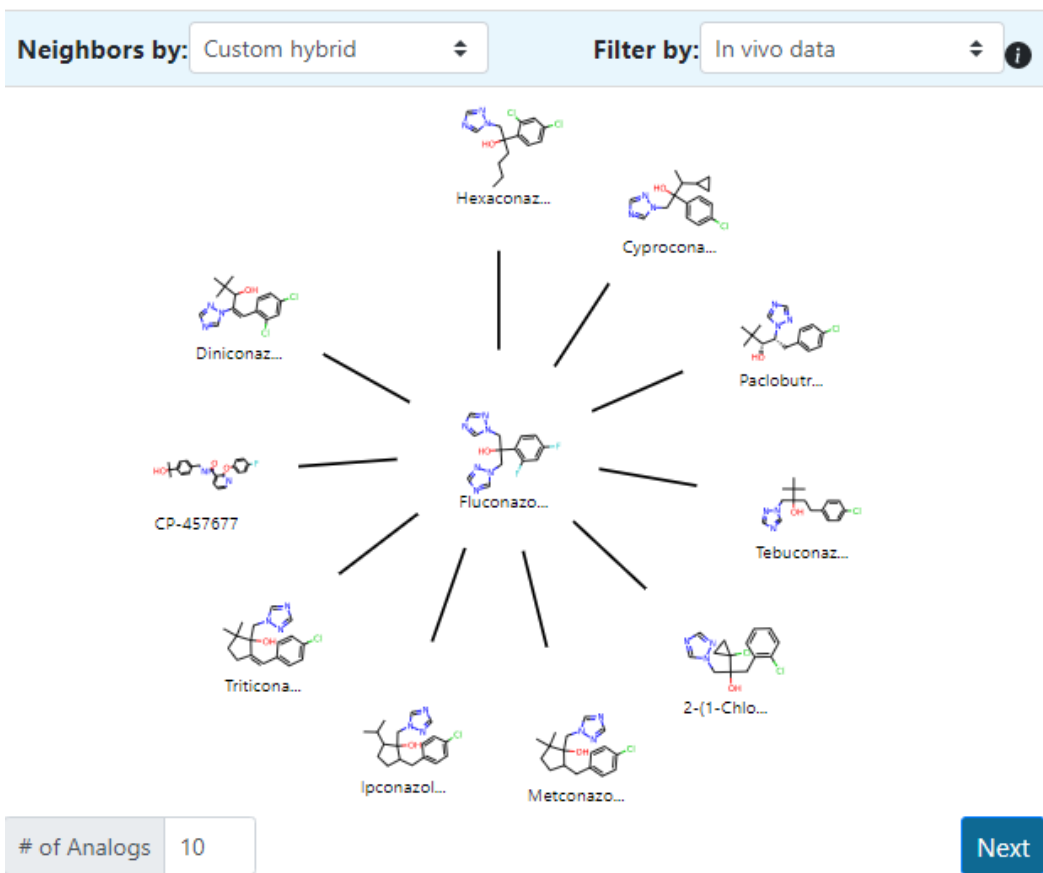 Neighbors by: Custom hybrid Filter by: In vivo data i
Hexaconaz...
Cyprocona...
Diniconaz...
Paclobutr...
Fluconazo...
CP-457677
Tebuconaz...
Triticona...
2-(1-Chlo...
Ipconazol...
Metconazo...
# of Analogs 10 Next